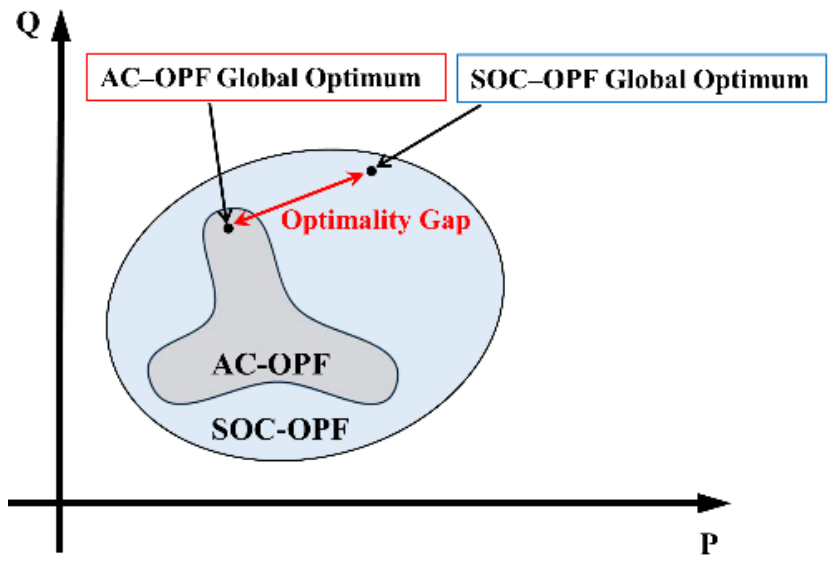 Q
AC–OPF Global Optimum
SOC–OPF Global Optimum
Optimality Gap
AC-OPF
SOC-OPF
P